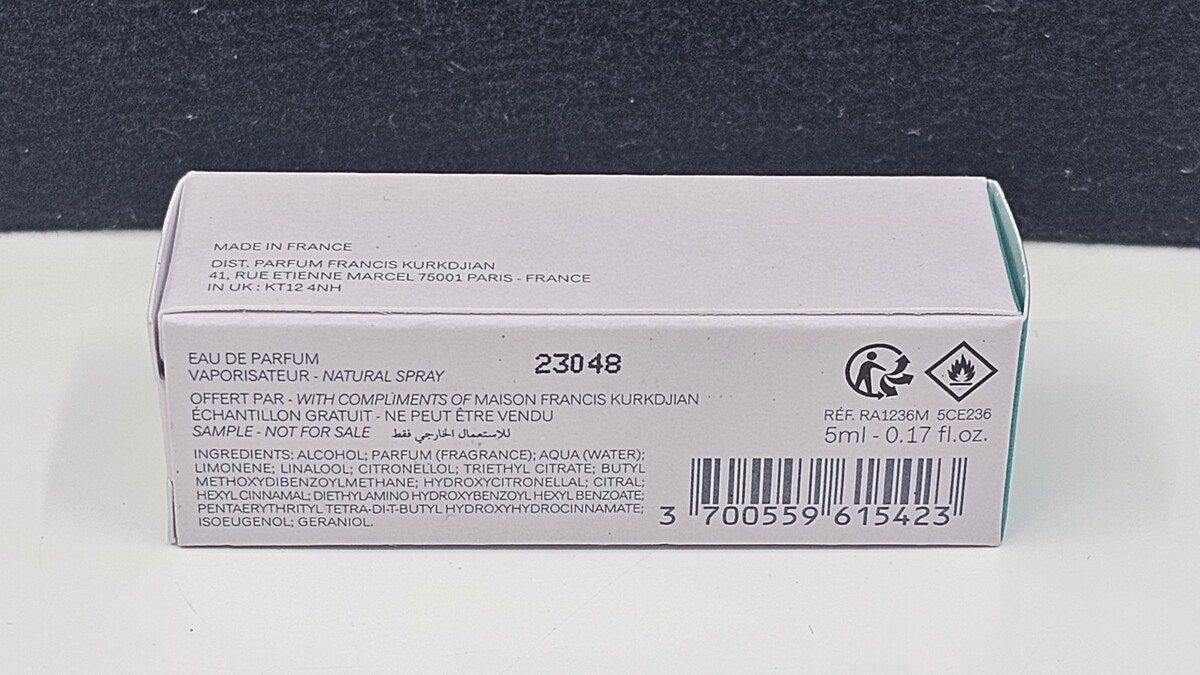 MADE IN FRANCE
DIST. PARFUM FRANCIS KURKDJIAN
41, RUE ETIENNE MARCEL 75001 PARIS - FRANCE
IN UK : KT12 4NH
EAU DE PARFUM
VAPORISATEUR - NATURAL SPRAY
23048
OFFERT PAR - WITH COMPLIMENTS OF MAISON FRANCIS KURKDJIAN
ÉCHANTILLON GRATUIT - NE PEUT ÊTRE VENDU
SAMPLE - NOT FOR SALE للاستعمال الخارجي فقط
INGREDIENTS: ALCOHOL; PARFUM (FRAGRANCE); AQUA (WATER);
LIMONENE; LINALOOL; CITRONELLOL; TRIETHYL CITRATE; BUTYL
METHOXYDIBENZOYLMETHANE; HYDROXYCITRONELLAL; CITRAL;
HEXYL CINNAMAL; DIETHYLAMINO HYDROXYBENZOYL HEXYL BENZOATE;
PENTAERYTHRITYL TETRA-DI-T-BUTYL HYDROXYHYDROCINNAMATE;
ISOEUGENOL; GERANIOL.
RÉF. RA1236M 5CE236
5ml - 0.17 fl.oz.
3 700559 615423